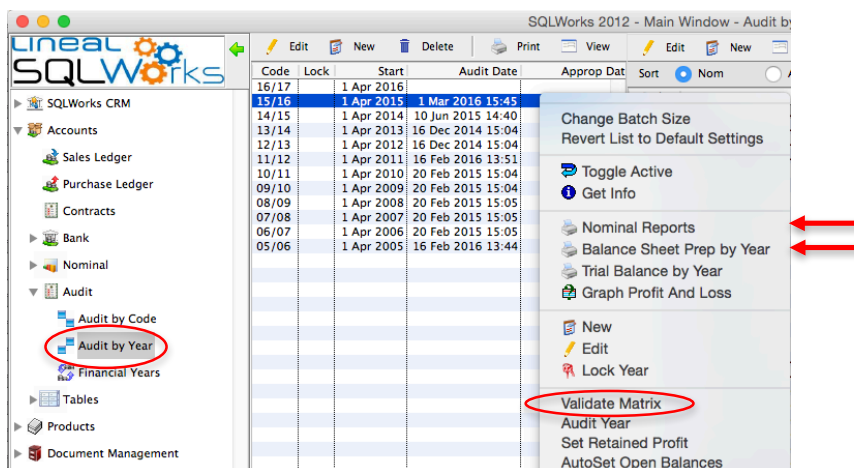 SQLWorks 2012 - Main Window - Audit by
LINEAL
SQLWorks
Edit New Delete Print View Edit New
Code Lock Start Audit Date Approp Dat Sort Nom
16/17 1 Apr 2016
15/16 1 Apr 2015 1 Mar 2016 15:45
14/15 1 Apr 2014 10 Jun 2015 14:40
13/14 1 Apr 2013 16 Dec 2014 15:04
12/13 1 Apr 2012 16 Dec 2014 15:04
11/12 1 Apr 2011 16 Feb 2016 13:51
10/11 1 Apr 2010 20 Feb 2015 15:04
09/10 1 Apr 2009 20 Feb 2015 15:04
08/09 1 Apr 2008 20 Feb 2015 15:05
07/08 1 Apr 2007 20 Feb 2015 15:05
06/07 1 Apr 2006 20 Feb 2015 15:05
05/06 1 Apr 2005 16 Feb 2016 13:44
SQLWorks CRM
Accounts
Sales Ledger
Purchase Ledger
Contracts
Bank
Nominal
Audit
Audit by Code
Audit by Year
Financial Years
Tables
Products
Document Management
Change Batch Size
Revert List to Default Settings
Toggle Active
Get Info
Nominal Reports
Balance Sheet Prep by Year
Trial Balance by Year
Graph Profit And Loss
New
Edit
Lock Year
Validate Matrix
Audit Year
Set Retained Profit
AutoSet Open Balances